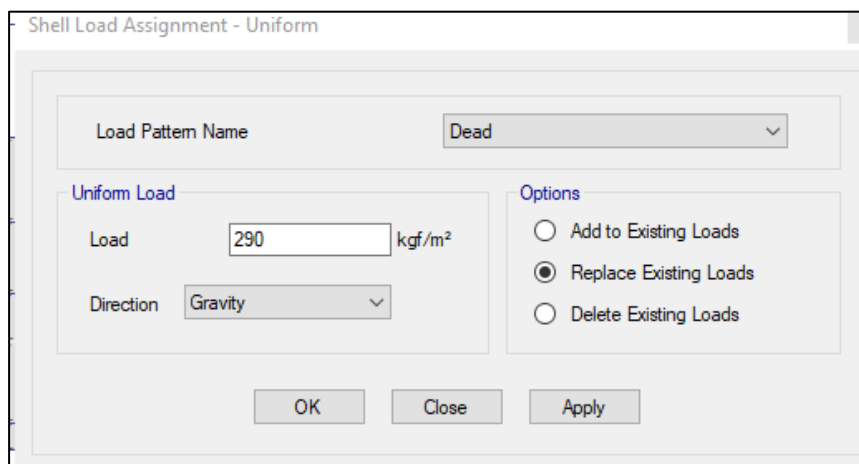 Shell Load Assignment - Uniform
Load Pattern Name
Dead
Uniform Load
Load
290
kgf/m²
Direction
Gravity
Options
Add to Existing Loads
Replace Existing Loads
Delete Existing Loads
OK
Close
Apply